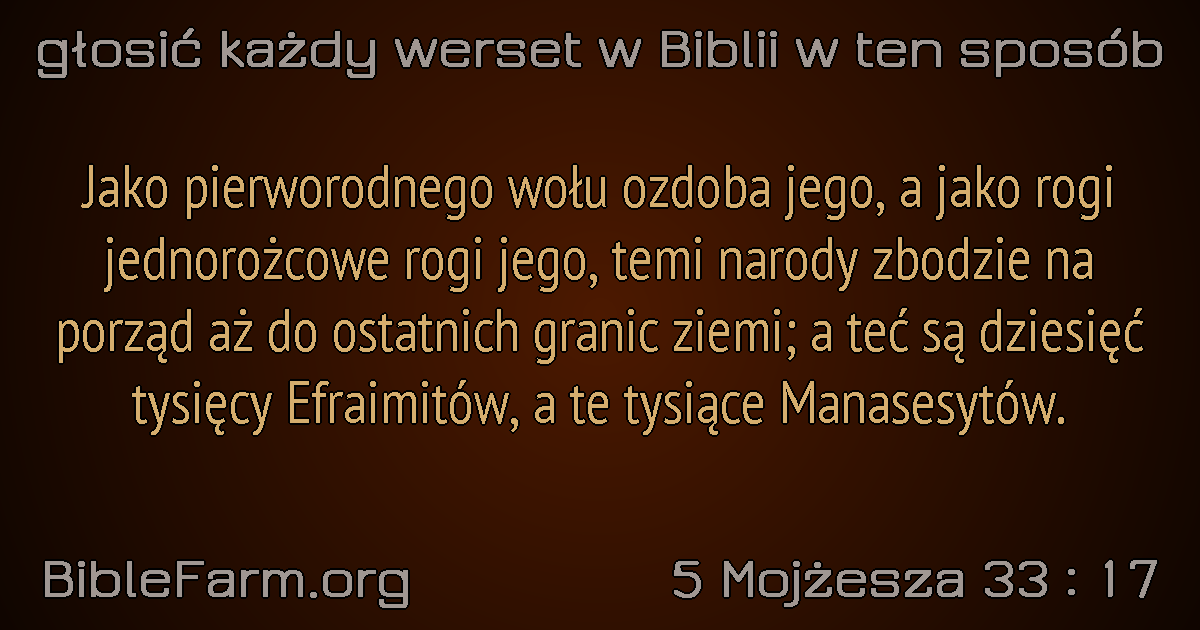 głosić każdy werset w Biblii w ten sposób
Jako pierworodnego wołu ozdoba jego, a jako rogi
jednorożcowe rogi jego, temi narody zbodzie na
porząd aż do ostatnich granic ziemi; a teć są dziesięć
tysięcy Efraimitów, a te tysiące Manasesytów.
BibleFarm.org
5 Mojżesza 33 : 17